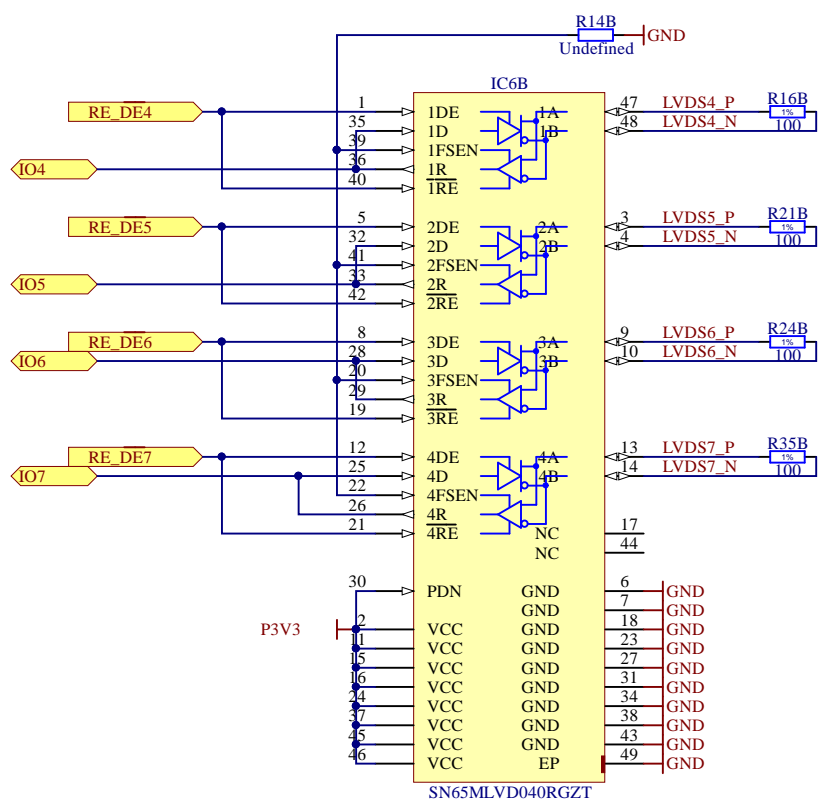 R14B
GND
Undefined
IC6B
RE_DE4 1 1DE 1A 47 LVDS4_P R16B
1%
35 1D 1B 48 LVDS4_N 100
39 1FSEN
IO4 36 1R
40 1RE
RE_DE5 5 2DE 2A 3 LVDS5_P R21B
1%
32 2D 2B 4 LVDS5_N 100
41 2FSEN
IO5 33 2R
42 2RE
RE_DE6 8 3DE 3A 9 LVDS6_P R24B
1%
IO6 28 3D 3B 10 LVDS6_N 100
20 3FSEN
29 3R
19 3RE
RE_DE7 12 4DE 4A 13 LVDS7_P R35B
1%
IO7 25 4D 4B 14 LVDS7_N 100
22 4FSEN
26 4R
21 4RE NC 17
NC 44
30 PDN GND 6 GND
GND 7
P3V3 2 VCC GND 18 GND
11 VCC GND 23 GND
15 VCC GND 27 GND
16 VCC GND 31 GND
24 VCC GND 34 GND
37 VCC GND 38 GND
45 VCC GND 43 GND
46 VCC EP 49 GND
SN65MLVD040RGZT